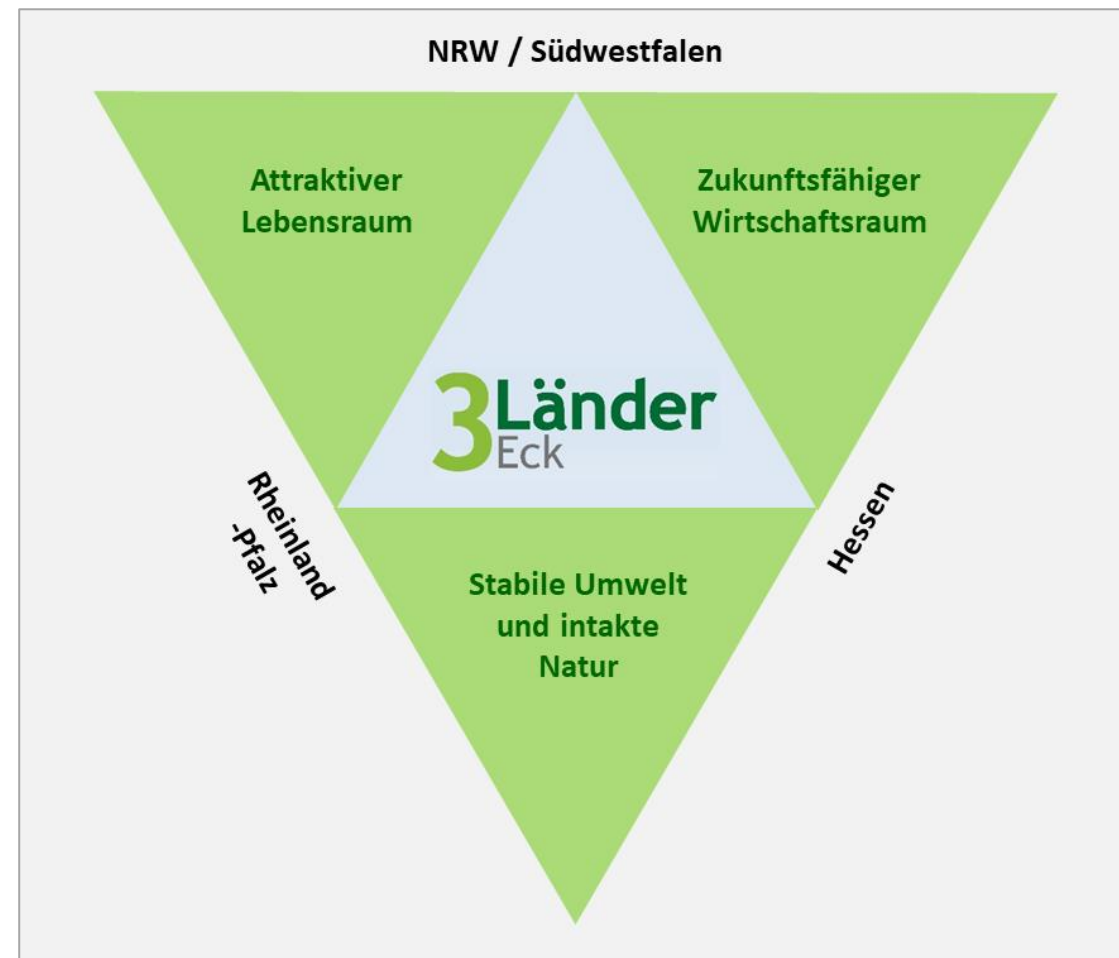 NRW / Südwestfalen
Attraktiver
Lebensraum
Zukunftsfähiger
Wirtschaftsraum
3Länder
Eck
Rheinland
-Pfalz
Hessen
Stabile Umwelt
und intakte
Natur